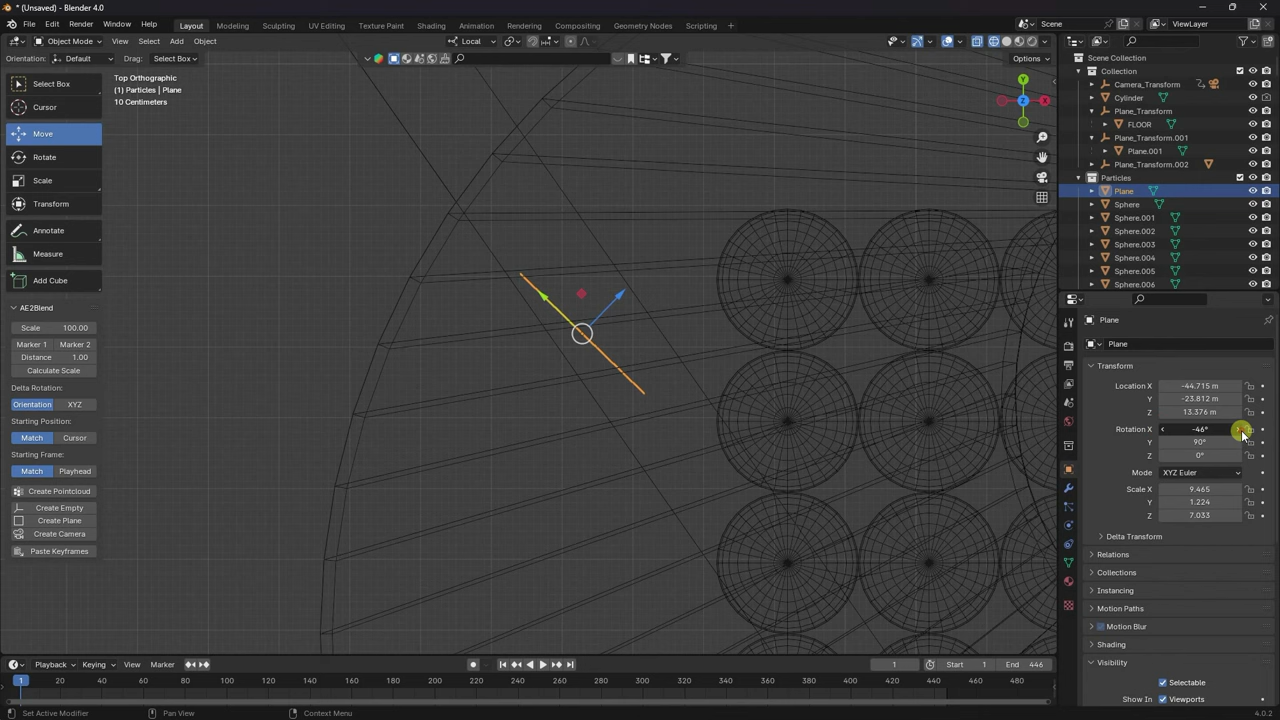 * (Unsaved) - Blender 4.0
File Edit Render Window Help Layout Modeling Sculpting UV Editing Texture Paint Shading Animation Rendering Compositing Geometry Nodes Scripting + Scene ViewLayer
Object Mode View Select Add Object Local
Orientation: Default Drag: Select Box Options
Select Box
Cursor
Move
Rotate
Scale
Transform
Annotate
Measure
Add Cube
AE2Blend
Scale 100.00
Marker 1 Marker 2
Distance 1.00
Calculate Scale
Delta Rotation:
Orientation XYZ
Starting Position:
Match Cursor
Starting Frame:
Match Playhead
Create Pointcloud
Create Empty
Create Plane
Create Camera
Paste Keyframes
Top Orthographic
(1) Particles | Plane
10 Centimeters
Y
Z X
Scene Collection
Collection
Camera_Transform
Cylinder
Plane_Transform
FLOOR
Plane_Transform.001
Plane.001
Plane_Transform.002
Particles
Plane
Sphere
Sphere.001
Sphere.002
Sphere.003
Sphere.004
Sphere.005
Sphere.006
Plane
Plane
Transform
Location X -44.715 m
Y -23.812 m
Z 13.376 m
Rotation X -46°
Y 90°
Z 0°
Mode XYZ Euler
Scale X 9.465
Y 1.224
Z 7.033
Delta Transform
Relations
Collections
Instancing
Motion Paths
Motion Blur
Shading
Visibility
Selectable
Show In Viewports
Playback Keying View Marker 1 Start 1 End 446
1 20 40 60 80 100 120 140 160 180 200 220 240 260 280 300 320 340 360 380 400 420 440 460 480
Set Active Modifier Pan View Context Menu 4.0.2